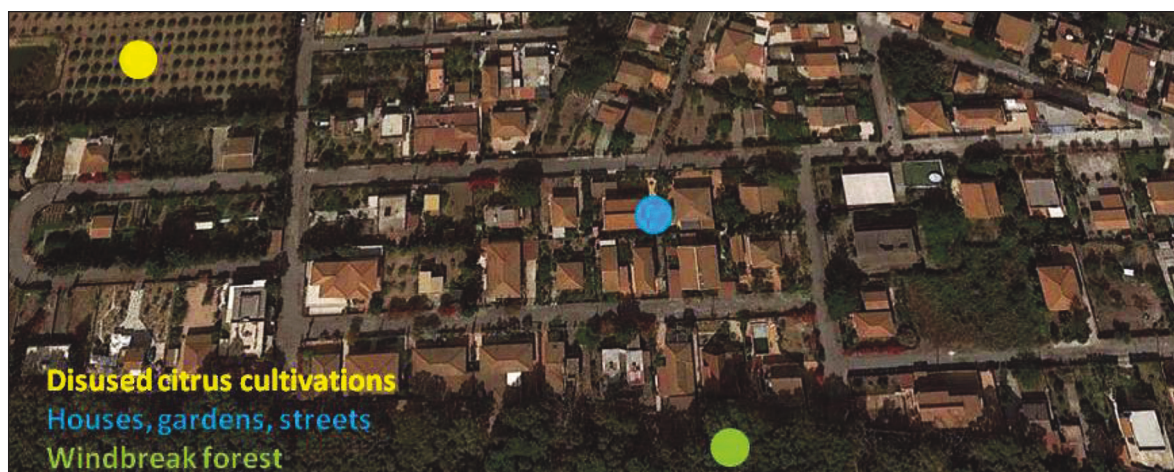 Disused citrus cultivations
Houses, gardens, streets
Windbreak forest